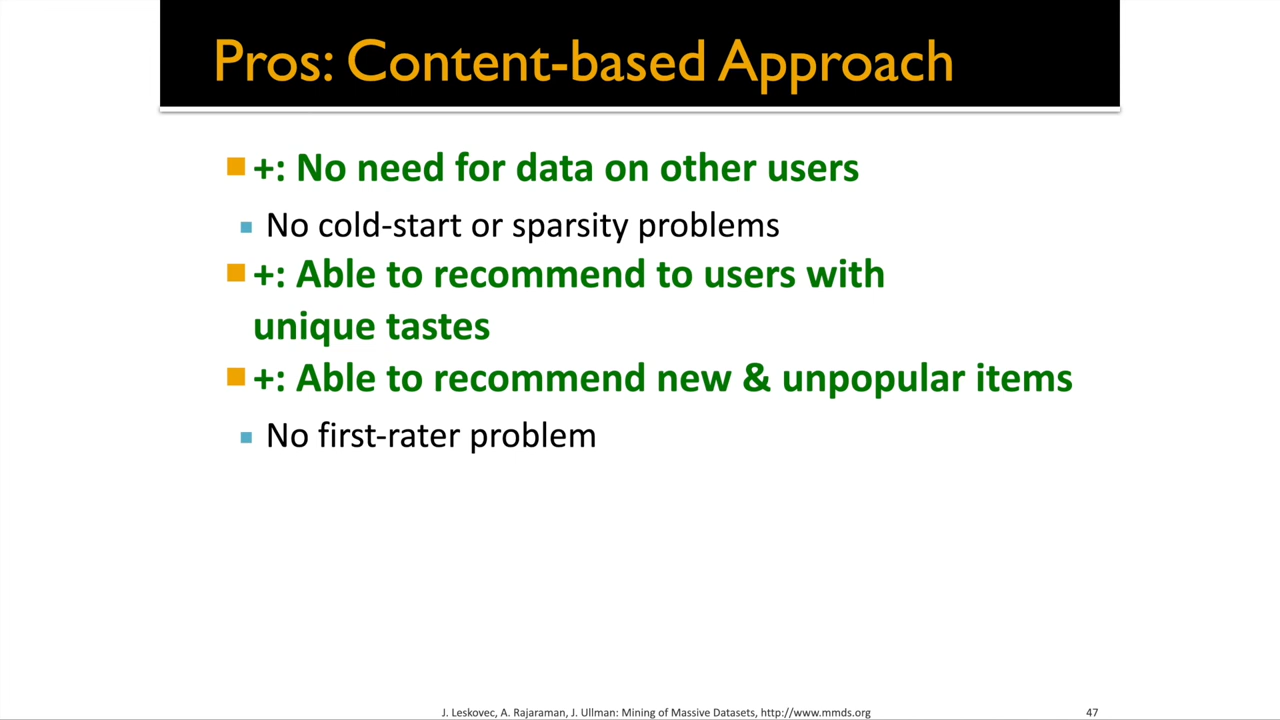 Pros: Content-based Approach
+: No need for data on other users
No cold-start or sparsity problems
+: Able to recommend to users with
unique tastes
+: Able to recommend new & unpopular items
No first-rater problem
J. Leskovec, A. Rajaraman, J. Ullman: Mining of Massive Datasets, http://www.mmds.org
47